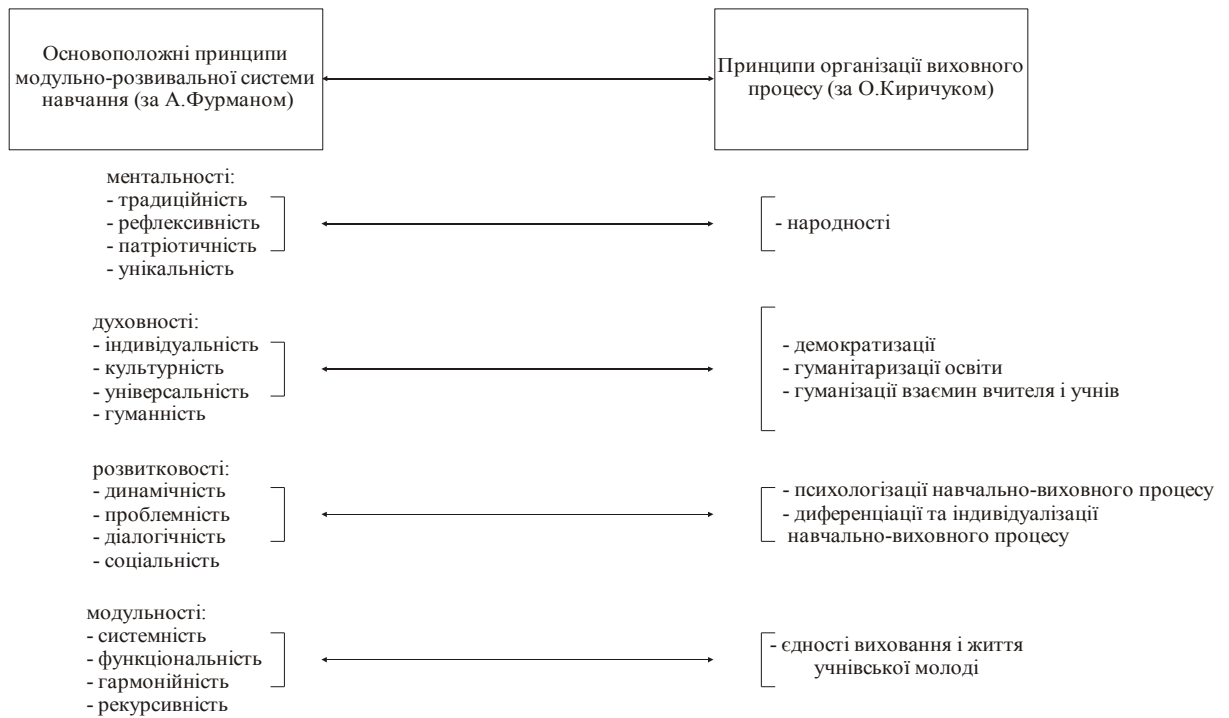 Основоположні принципи
модульно-розвивальної системи
навчання (за А.Фурманом)
Принципи організації виховного
процесу (за О.Киричуком)
ментальності:
- традиційність
- рефлексивність
- патріотичність
- унікальність
- народності
духовності:
- індивідуальність
- культурність
- універсальність
- гуманність
- демократизації
- гуманітаризації освіти
- гуманізації взаємин вчителя і учнів
розвитковості:
- динамічність
- проблемність
- діалогічність
- соціальність
- психологізації навчально-виховного процесу
- диференціації та індивідуалізації
навчально-виховного процесу
модульності:
- системність
- функціональність
- гармонійність
- рекурсивність
- єдності виховання і життя
учнівської молоді